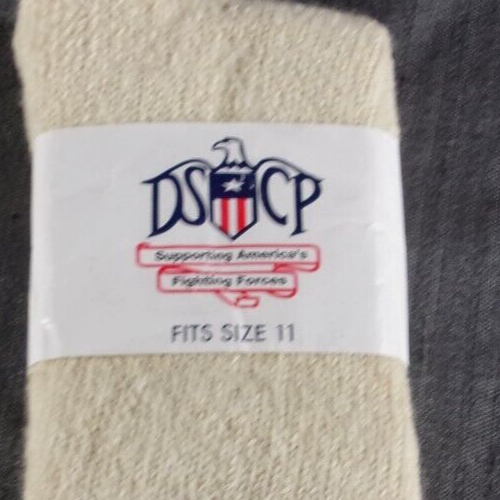 DSCP
Supporting America's
Fighting Forces
FITS SIZE 11